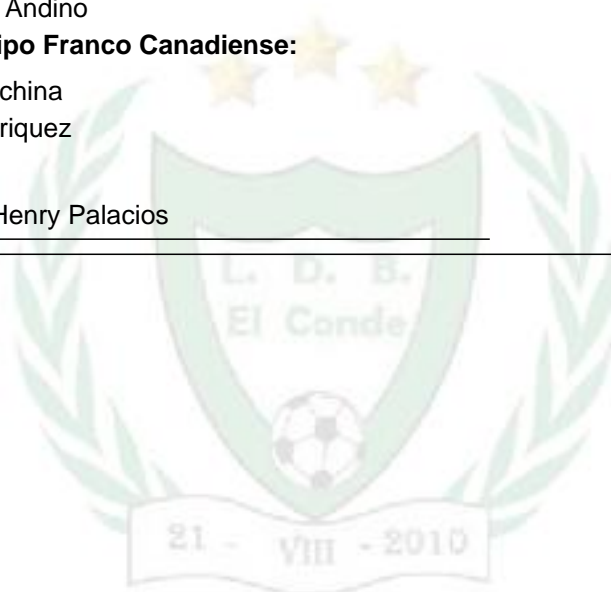 Andino
ipo Franco Canadiense:
china
riquez
Henry Palacios
L. D. B.
El Conde
21 - VIII - 2010